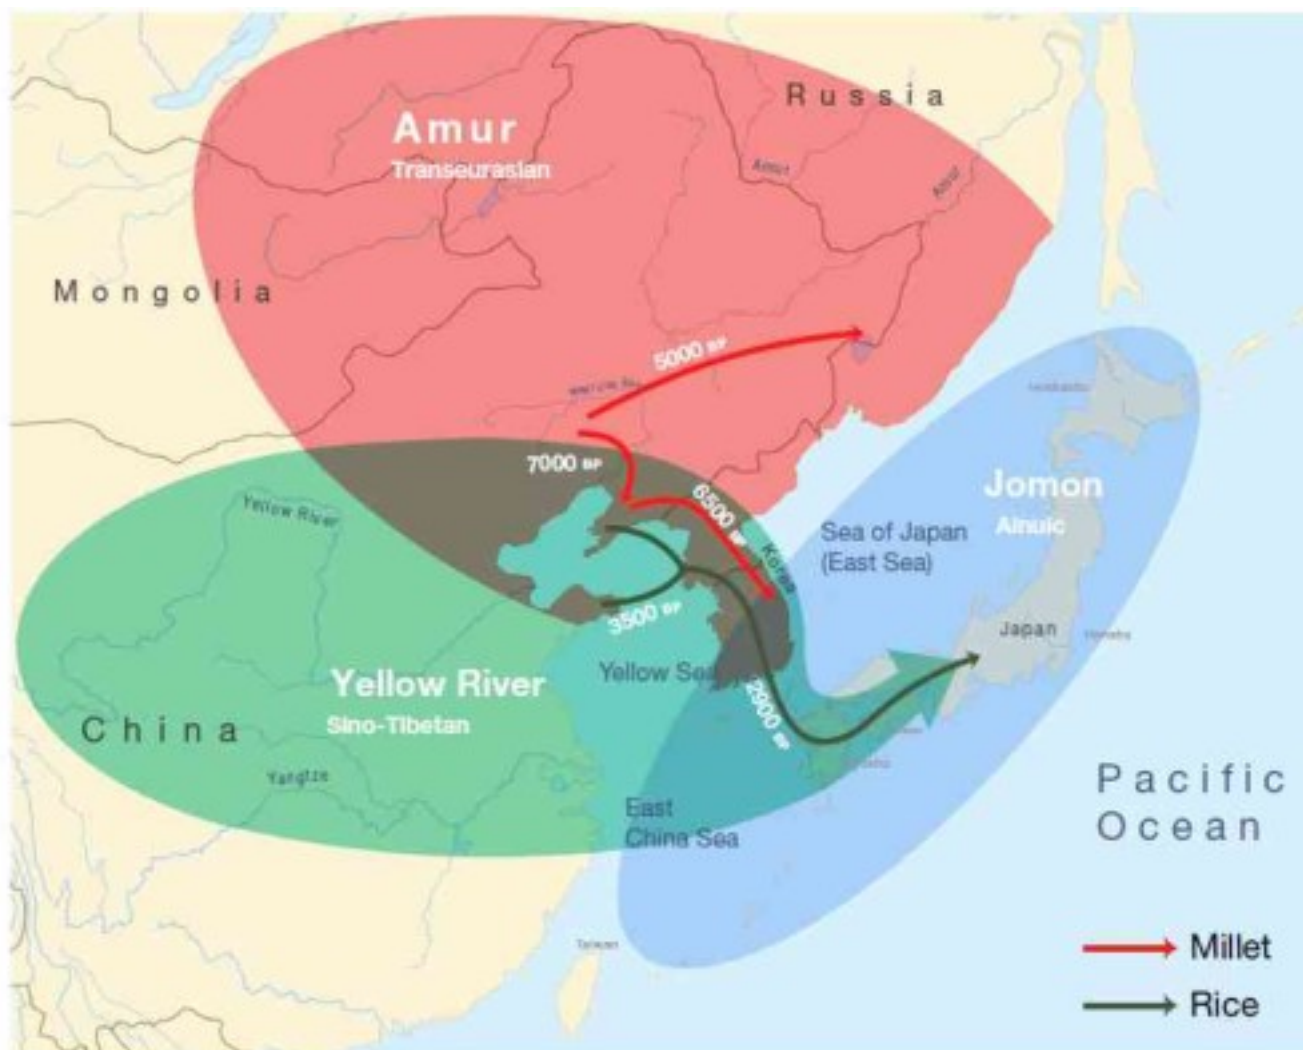 Russia
Amur
Transeurasian
Amur
Amur
Mongolia
5000 BP
7000 BP
6500 BP
Yellow River
Jomon
Ainuic
Sea of Japan
(East Sea)
Korea
3500 BP
Japan
Yellow Sea
Yellow River
Sino-Tibetan
2900 BP
China
Yangtze
East
China Sea
Pacific
Ocean
Taiwan
Millet
Rice